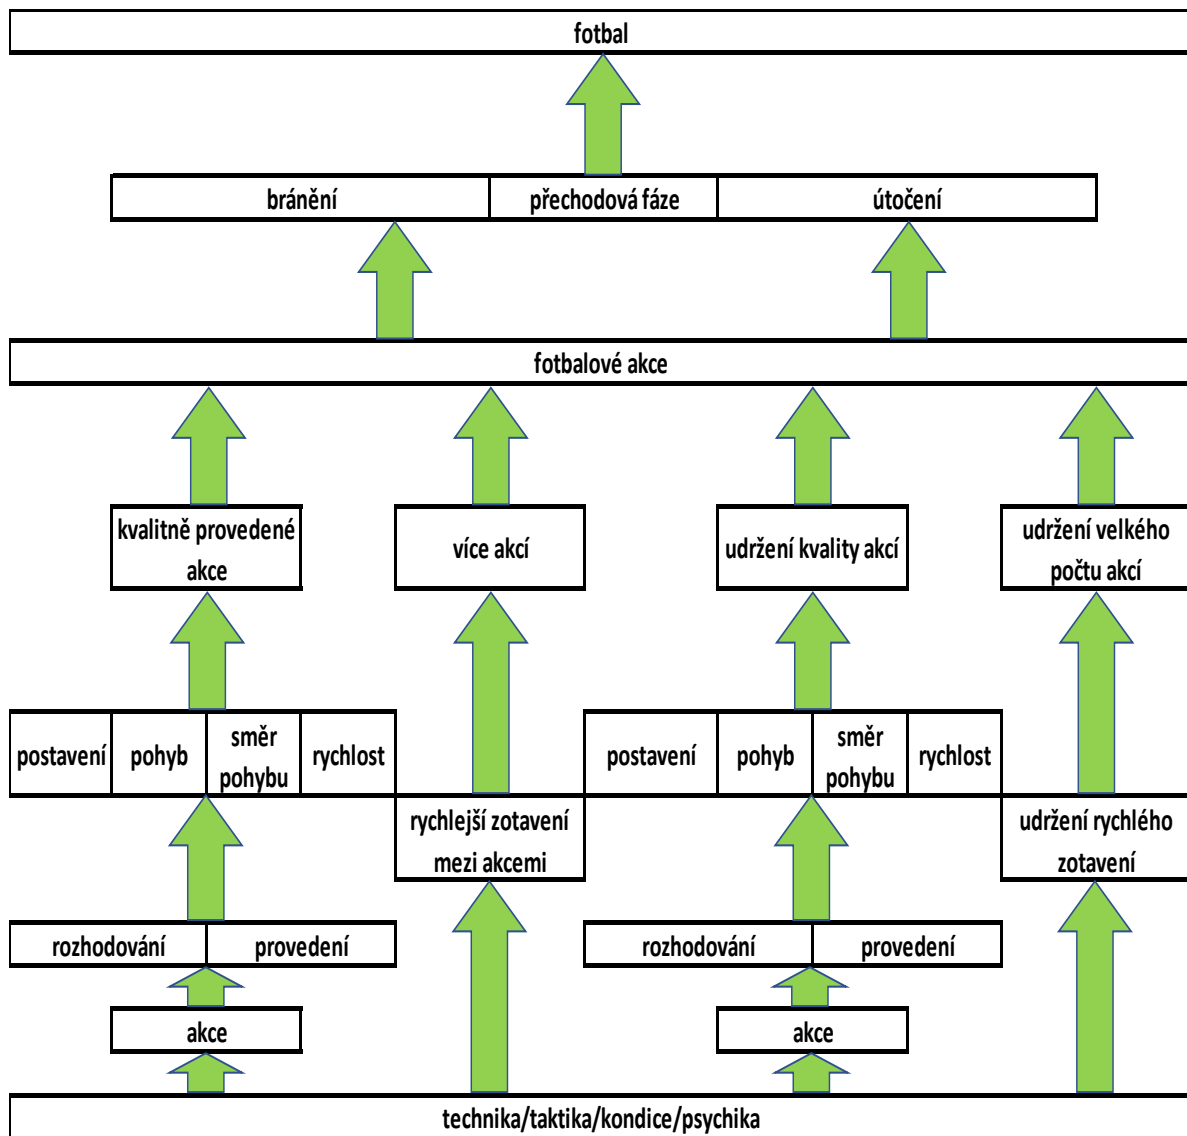 fotbal
bránění přechodová fáze útočení
fotbalové akce
kvalitně provedené
akce
více akcí
udržení kvality akcí
udržení velkého
počtu akcí
postavení pohyb
směr
pohybu
rychlost
postavení pohyb
směr
pohybu
rychlost
rychlejší zotavení
mezi akcemi
udržení rychlého
zotavení
rozhodování provedení
rozhodování provedení
akce
akce
technika/taktika/kondice/psychika